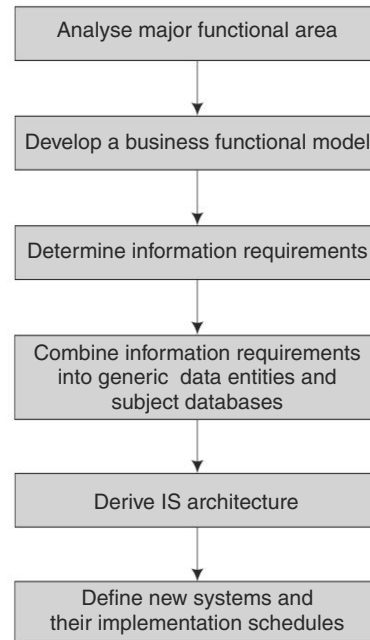 Analyse major functional area
Develop a business functional model
Determine information requirements
Combine information requirements
into generic data entities and
subject databases
Derive IS architecture
Define new systems and
their implementation schedules